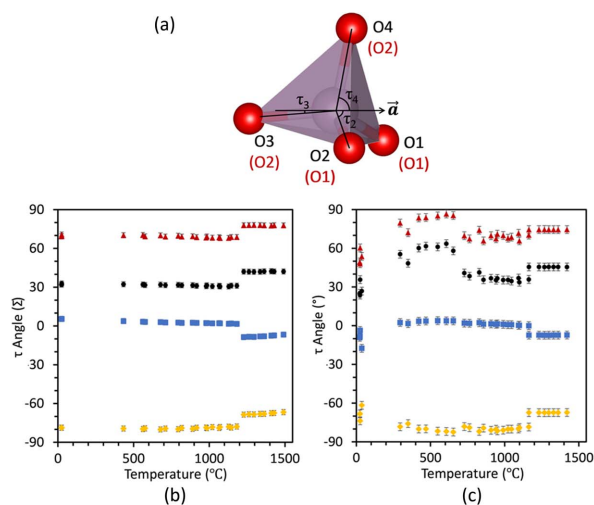 (a)
O4
(O2)
τ₃
τ₄
τ₂
a
O3
(O2)
O2
(O1)
O1
(O1)
90
60
30
0
-30
-60
-90
τ Angle (Σ)
0
500
1000
1500
Temperature (°C)
(b)
90
60
30
0
-30
-60
-90
τ Angle (°)
0
500
1000
1500
Temperature (°C)
(c)